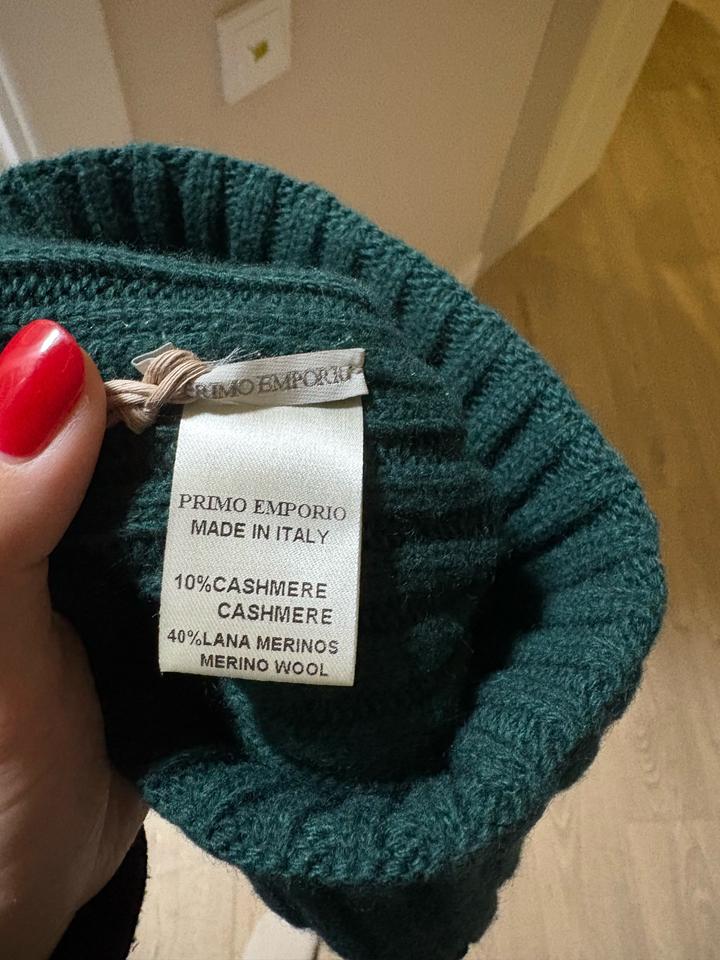 PRIMO EMPORIO
PRIMO EMPORIO
MADE IN ITALY
10%CASHMERE
CASHMERE
40%LANA MERINOS
MERINO WOOL